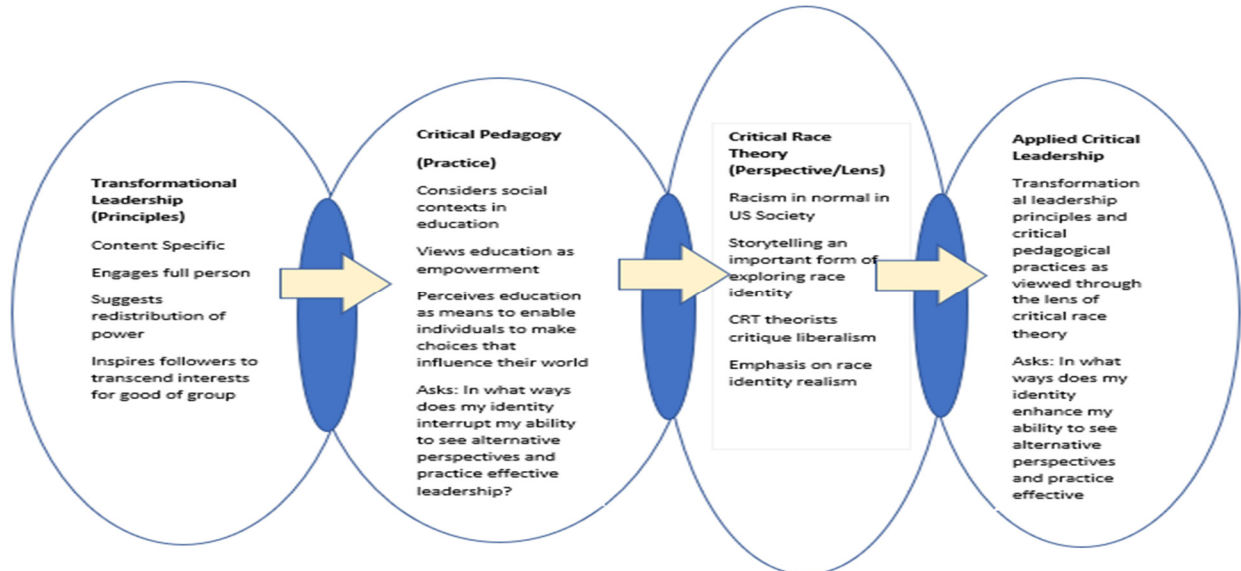 Transformational
Leadership
(Principles)
Content Specific
Engages full person
Suggests
redistribution of
power
Inspires followers to
transcend interests
for good of group
Critical Pedagogy
(Practice)
Considers social
contexts in
education
Views education as
empowerment
Perceives education
as means to enable
individuals to make
choices that
influence their world
Asks: In what ways
does my identity
interrupt my ability
to see alternative
perspectives and
practice effective
leadership?
Critical Race
Theory
(Perspective/Lens)
Racism in normal in
US Society
Storytelling an
important form of
exploring race
identity
CRT theorists
critique liberalism
Emphasis on race
identity realism
Applied Critical
Leadership
Transformation
al leadership
principles and
critical
pedagogical
practices as
viewed through
the lens of
critical race
theory
Asks: In what
ways does my
identity
enhance my
ability to see
alternative
perspectives
and practice
effective